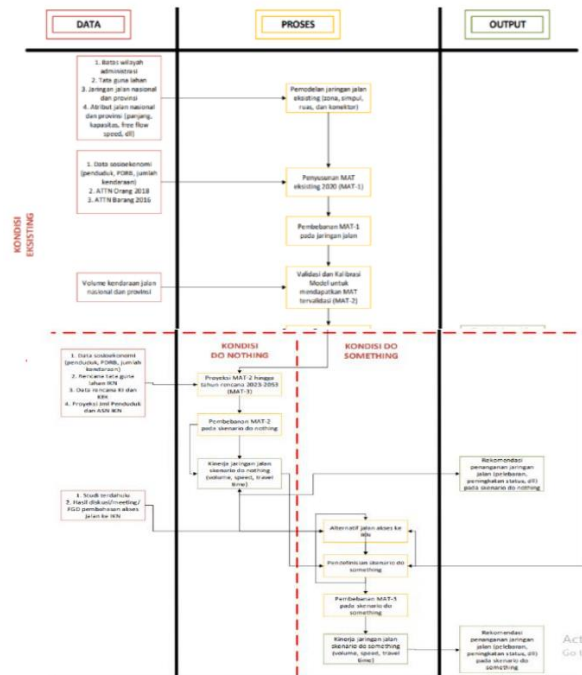 DATA
PROSES
OUTPUT
KONDISI
EKSISTING
1. Batas wilayah
administrasi
2. Tata guna lahan
3. Jaringan jalan nasional
dan provinsi
4. Atribut jalan nasional
dan provinsi (panjang,
kapasitas, free flow
speed, dll)
Pemodelan jaringan jalan
eksisting (zona, simpul,
ruas, dan konektor)
1. Data sosioekonomi
(penduduk, PDRB, jumlah
kendaraan)
2. ATTN Orang 2018
3. ATTN Barang 2016
Penyusunan MAT
eksisting 2020 (MAT-1)
Pembebanan MAT-1
pada jaringan jalan
Volume kendaraan jalan
nasional dan provinsi
Validasi dan Kalibrasi
Model untuk
mendapatkan MAT
tervalidasi (MAT-2)
KONDISI
DO NOTHING
KONDISI DO
SOMETHING
1. Data sosioekonomi
(penduduk, PDRB, jumlah
kendaraan)
2. Rencana tata guna
lahan IKN
3. Data rencana KI dan
KEK
4. Proyeksi Penduduk
dan ASN IKN
Proyeksi MAT-2 hingga
tahun rencana 2023-2053
(MAT-3)
Pembebanan MAT-2
pada skenario do nothing
Kinerja jaringan jalan
skenario do nothing
(volume, speed, travel
time)
Rekomendasi
penanganan jaringan
jalan (pelebaran,
peningkatan status, dll)
pada skenario do nothing
1. Studi terdahulu
2. Hasil diskusi/meeting/
FGD pembahasan akses
jalan ke IKN
Alternatif jalan akses ke
IKN
Pendefinisian skenario do
something
Pembebanan MAT-3
pada skenario do
something
Kinerja jaringan jalan
skenario do something
(volume, speed, travel
time)
Rekomendasi
penanganan jaringan
jalan (pelebaran,
peningkatan status, dll)
pada skenario do
something
Act
Go t